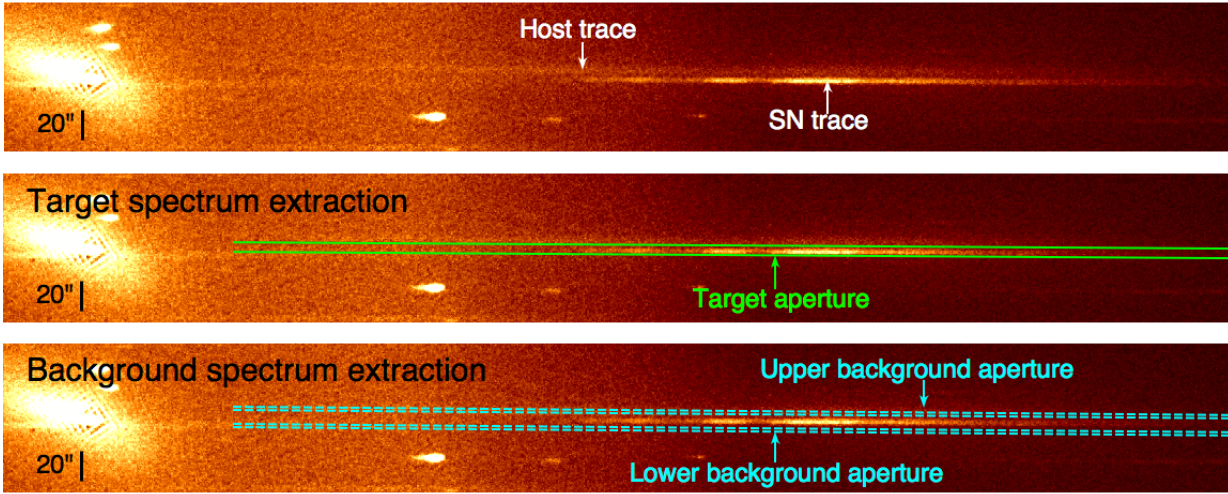 Host trace
20"
SN trace
Target spectrum extraction
20"
Target aperture
Background spectrum extraction
Upper background aperture
20"
Lower background aperture